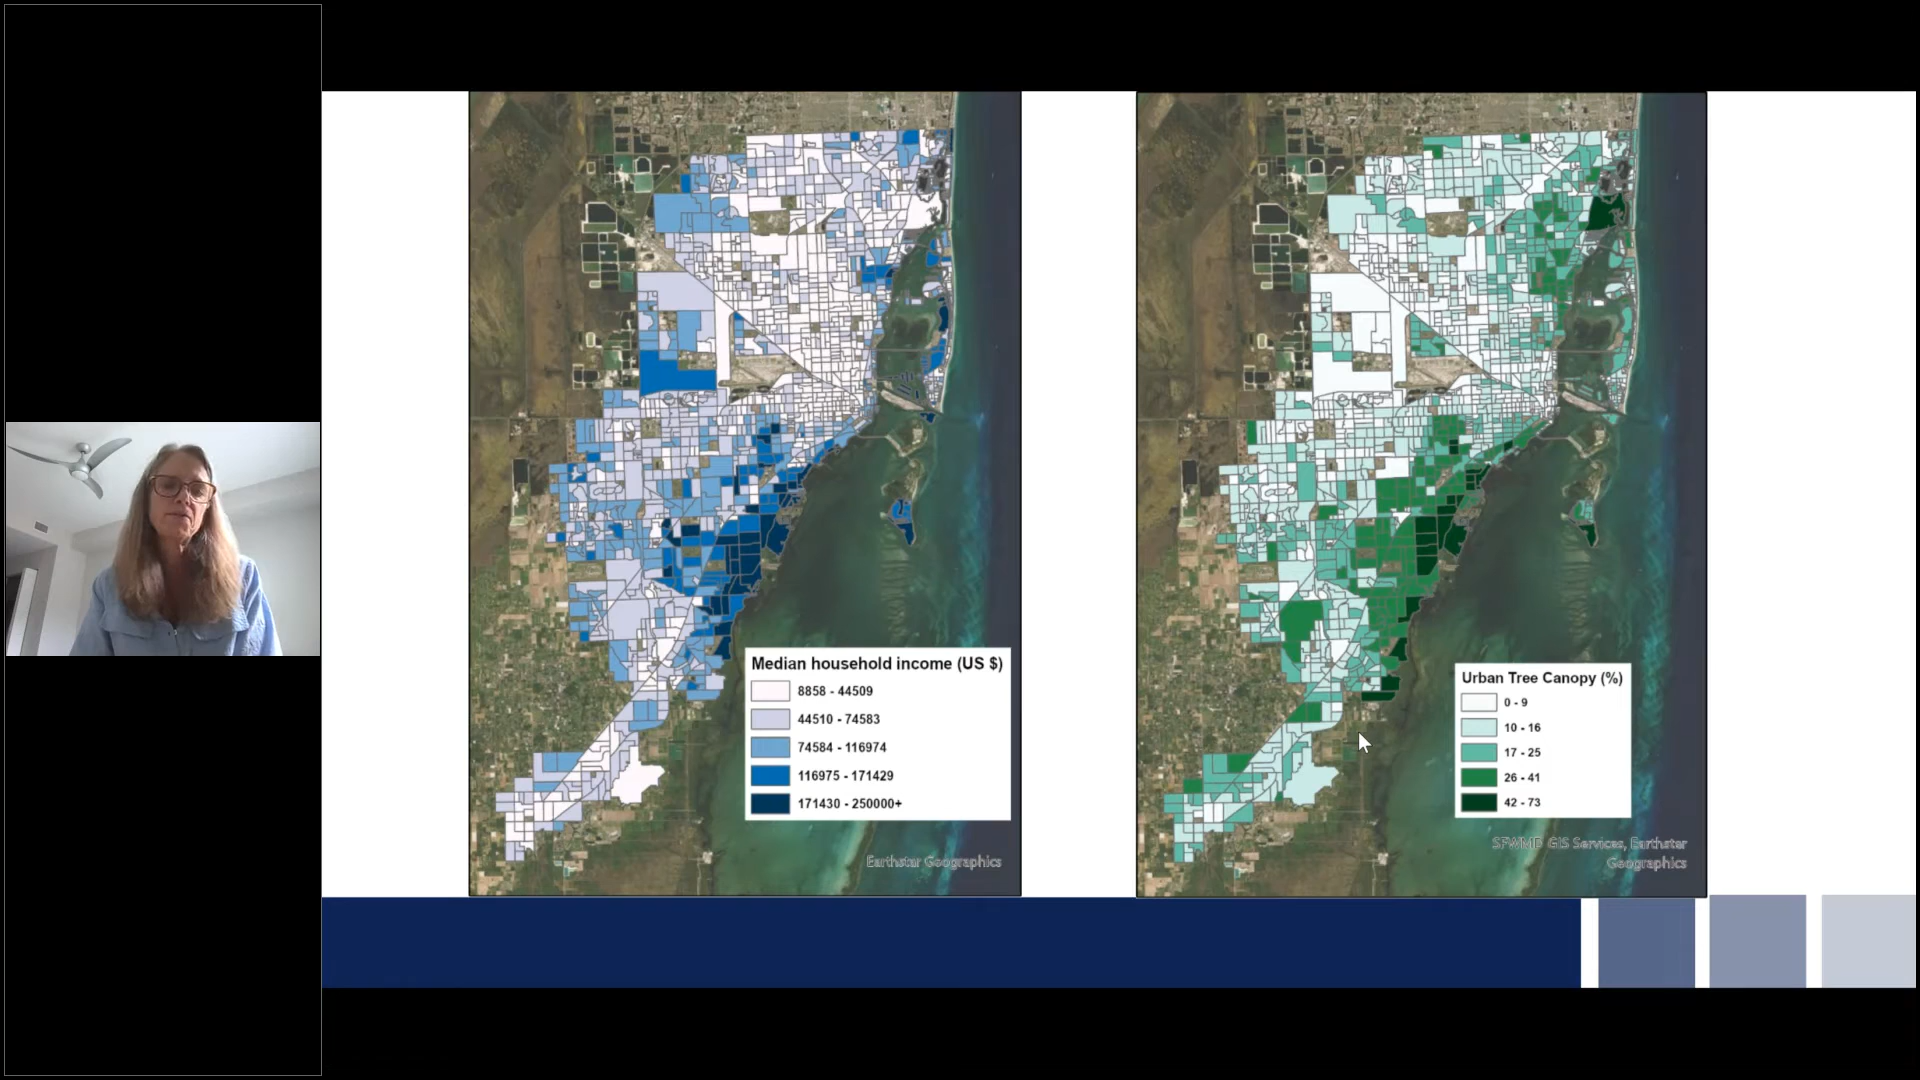 Median household income (US $)
8858 - 44509
44510 - 74583
74584 - 116974
116975 - 171429
171430 - 250000+
Earthstar Geographics
Urban Tree Canopy (%)
0 - 9
10 - 16
17 - 25
26 - 41
42 - 73
SFWMD GIS Services, Earthstar
Geographics